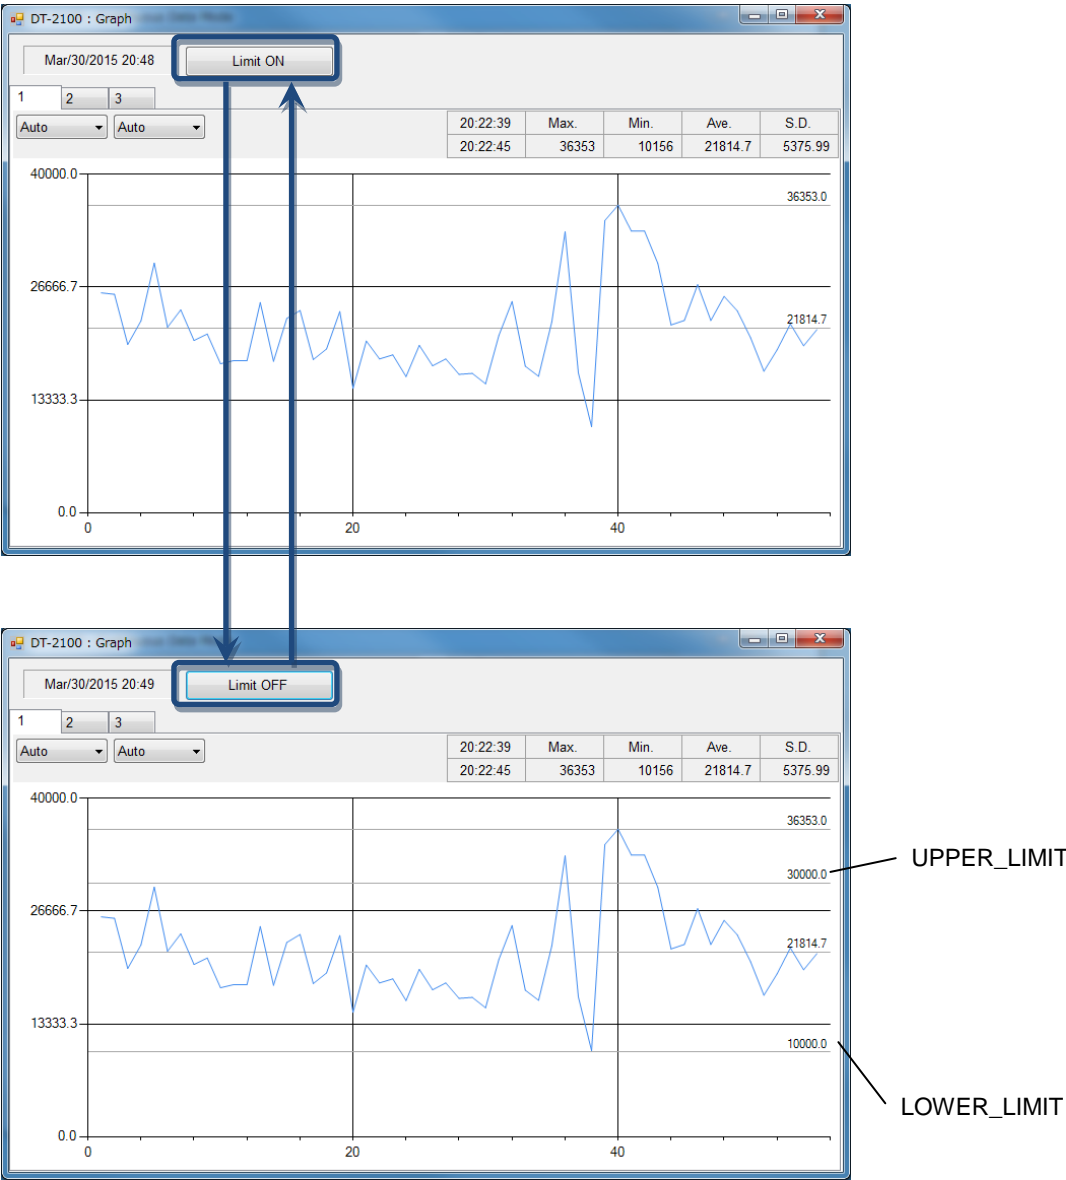 DT-2100 : Graph
Mar/30/2015 20:48 Limit ON
1 2 3
Auto Auto
20:22:39 Max. Min. Ave. S.D.
20:22:45 36353 10156 21814.7 5375.99
40000.0
36353.0
26666.7
21814.7
13333.3
0.0
0 20 40
DT-2100 : Graph
Mar/30/2015 20:49 Limit OFF
1 2 3
Auto Auto
20:22:39 Max. Min. Ave. S.D.
20:22:45 36353 10156 21814.7 5375.99
40000.0
36353.0
UPPER_LIMIT
30000.0
26666.7
21814.7
13333.3
10000.0
LOWER_LIMIT
0.0
0 20 40